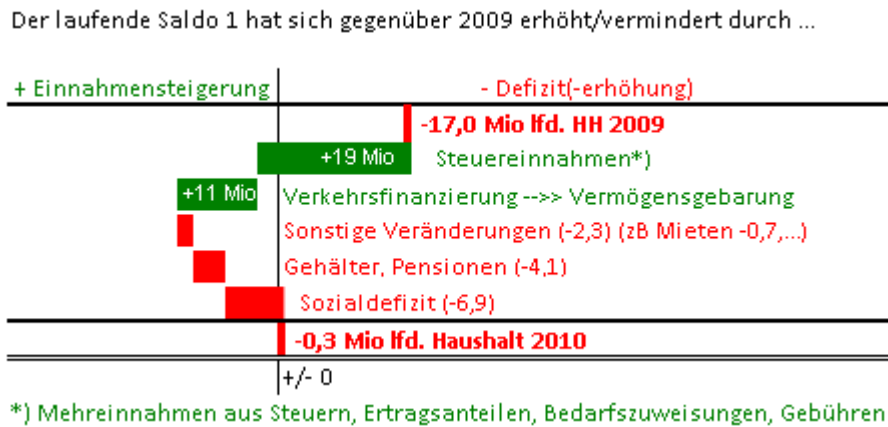 Der laufende Saldo 1 hat sich gegenüber 2009 erhöht/vermindert durch ...
+ Einnahmensteigerung - Defizit(-erhöhung)
-17,0 Mio lfd. HH 2009
+19 Mio Steuereinnahmen*)
+11 Mio Verkehrsfinanzierung -->> Vermögensgebarung
Sonstige Veränderungen (-2,3) (zB Mieten -0,7,...)
Gehälter, Pensionen (-4,1)
Sozialdefizit (-6,9)
-0,3 Mio lfd. Haushalt 2010
+/- 0
*) Mehreinnahmen aus Steuern, Ertragsanteilen, Bedarfszuweisungen, Gebühren